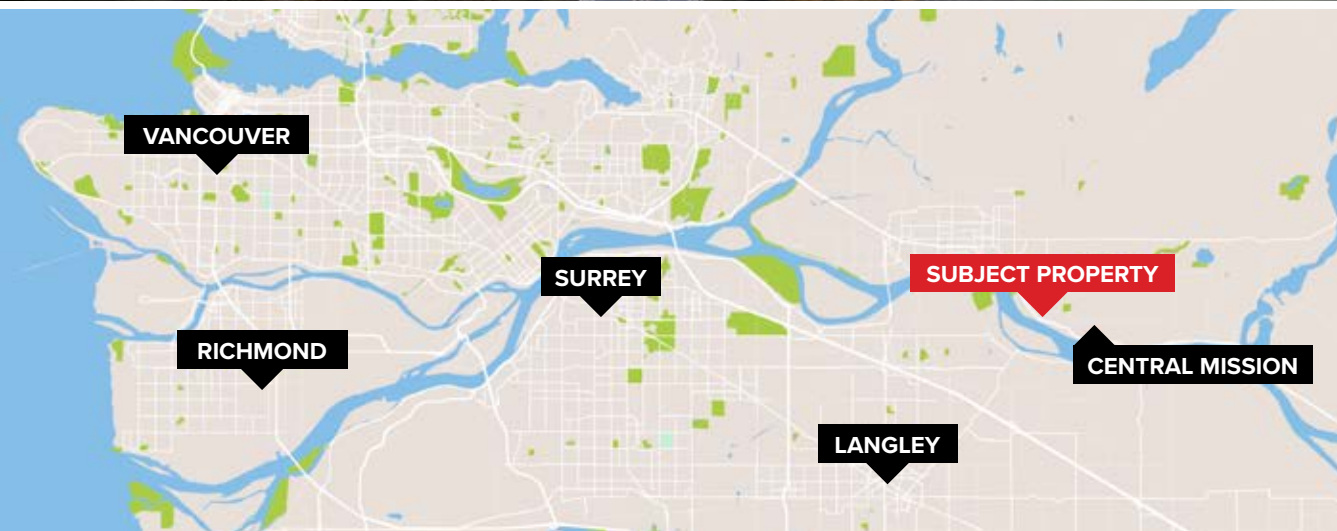 VANCOUVER
SURREY
SUBJECT PROPERTY
RICHMOND
CENTRAL MISSION
LANGLEY